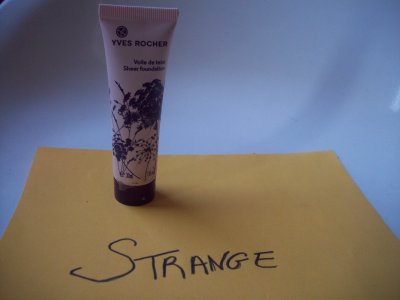 YVES ROCHER
Voile de teint
Sheer foundation
STRANGE